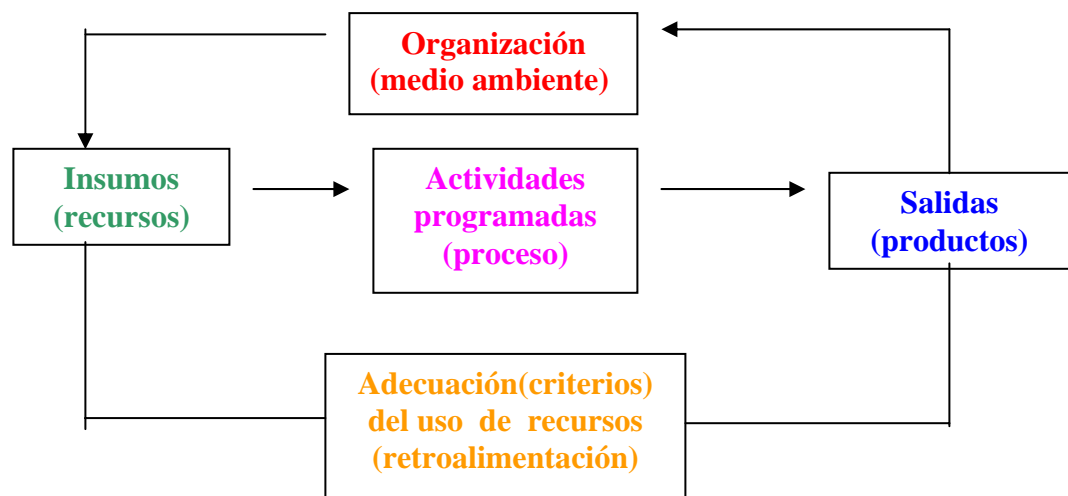 Organización
(medio ambiente)
Insumos
(recursos)
Actividades
programadas
(proceso)
Salidas
(productos)
Adecuación(criterios)
del uso de recursos
(retroalimentación)